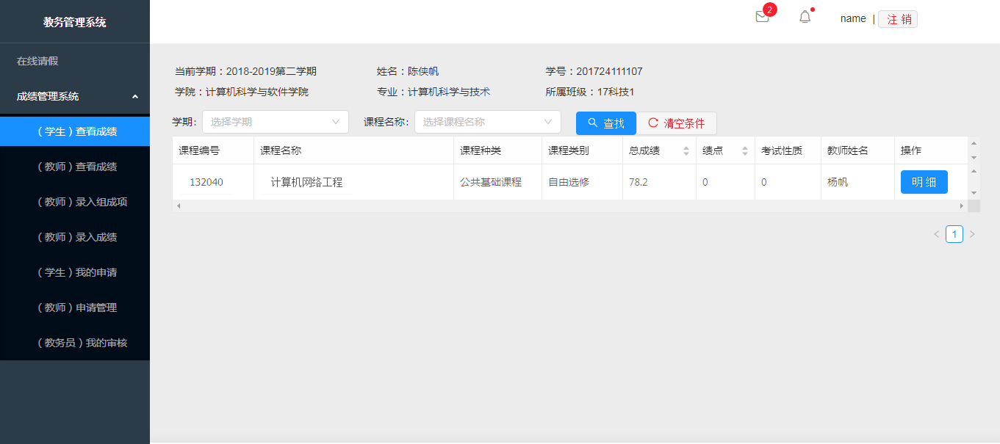 教务管理系统
2
name | 注 销
在线请假
成绩管理系统
（学生）查看成绩
（教师）查看成绩
（教师）录入组成项
（教师）录入成绩
（学生）我的申请
（教师）申请管理
（教务员）我的审核
当前学期：2018-2019第二学期 姓名：陈侠帆 学号：201724111107
学院：计算机科学与软件学院 专业：计算机科学与技术 所属班级：17科技1
学期: 选择学期 课程名称: 选择课程名称 查找 清空条件
课程编号 课程名称 课程种类 课程类别 总成绩 绩点 考试性质 教师姓名 操作
132040 计算机网络工程 公共基础课程 自由选修 78.2 0 0 杨帆 明 细
< 1 >